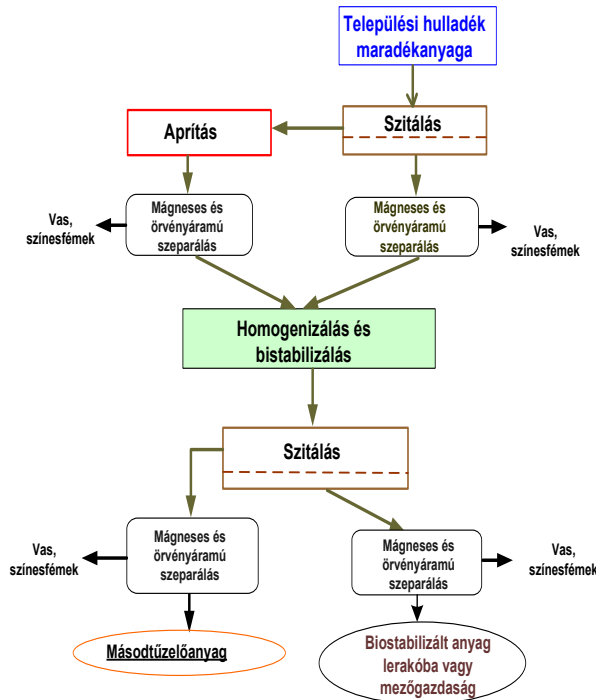 Települési hulladék
maradékanyaga
Aprítás
Szitálás
Vas,
színesfémek
Mágneses és
örvényáramú
szeparálás
Mágneses és
örvényáramú
szeparálás
Vas,
színesfémek
Homogenizálás és
bistabilizálás
Szitálás
Vas,
színesfémek
Mágneses és
örvényáramú
szeparálás
Mágneses és
örvényáramú
szeparálás
Vas,
színesfémek
Másodtűzelőanyag
Biostabilizált anyag
lerakóba vagy
mezőgazdaság